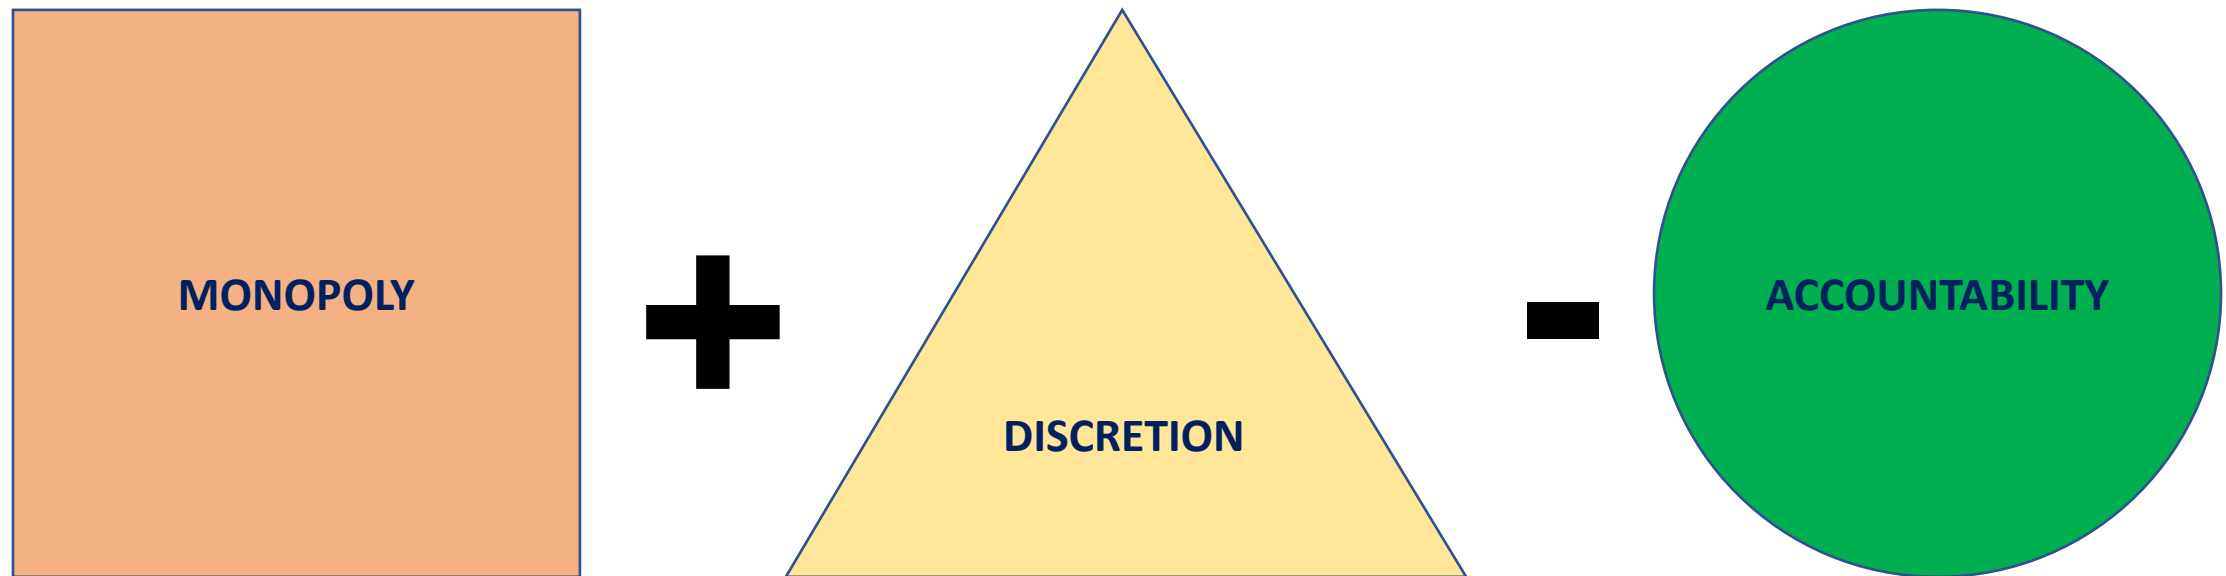 MONOPOLY
+
DISCRETION
-
ACCOUNTABILITY